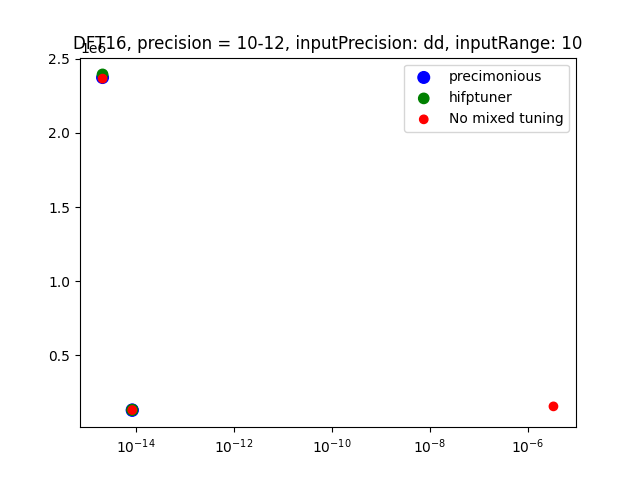 DFT16, precision = 10-12, inputPrecision: dd, inputRange: 10
1e6
2.5
2.0
1.5
1.0
0.5
precimonious
hifptuner
No mixed tuning
10⁻¹⁴ 10⁻¹² 10⁻¹⁰ 10⁻⁸ 10⁻⁶